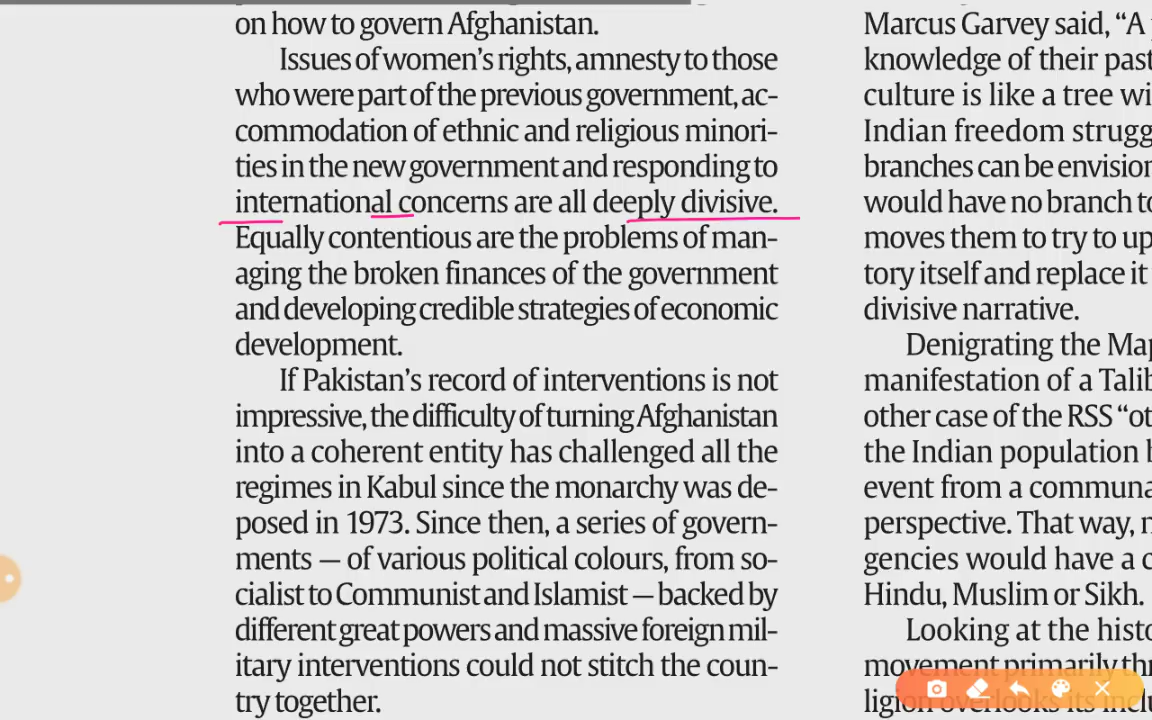 on how to govern Afghanistan.
Issues of women's rights, amnesty to those
who were part of the previous government, ac-
commodation of ethnic and religious minori-
ties in the new government and responding to
international concerns are all deeply divisive.
Equally contentious are the problems of man-
aging the broken finances of the government
and developing credible strategies of economic
development.
If Pakistan's record of interventions is not
impressive, the difficulty of turning Afghanistan
into a coherent entity has challenged all the
regimes in Kabul since the monarchy was de-
posed in 1973. Since then, a series of govern-
ments — of various political colours, from so-
cialist to Communist and Islamist — backed by
different great powers and massive foreign mil-
itary interventions could not stitch the coun-
try together.
Marcus Garvey said, “A
knowledge of their past
culture is like a tree wi
Indian freedom strugg
branches can be envision
would have no branch to
moves them to try to up
tory itself and replace it
divisive narrative.
Denigrating the Map
manifestation of a Talib
other case of the RSS “ot
the Indian population b
event from a communa
perspective. That way, n
gencies would have a c
Hindu, Muslim or Sikh.
Looking at the histo
movement primarily thr
ligion overlooks its inclu